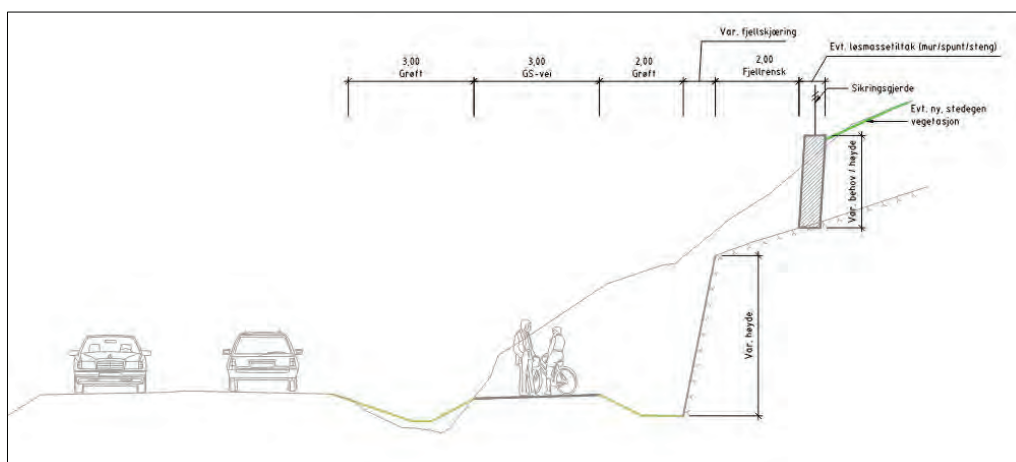 Var. fjellskjæring
Evt. løsmassetiltak (mur/spunt/steng)
3,00
Grøft
3,00
GS-vei
2,00
Grøft
2,00
Fjellrensk
Sikringsgjerde
Evt. ny, stedegen
vegetasjon
Var. behov / høyde
Var. høyde